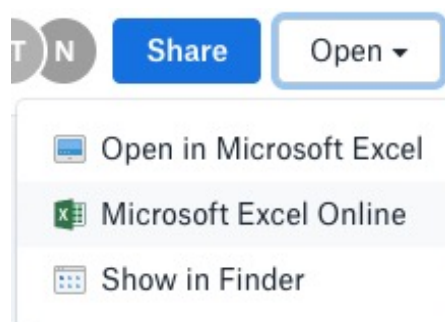 T N Share Open
Open in Microsoft Excel
Microsoft Excel Online
Show in Finder